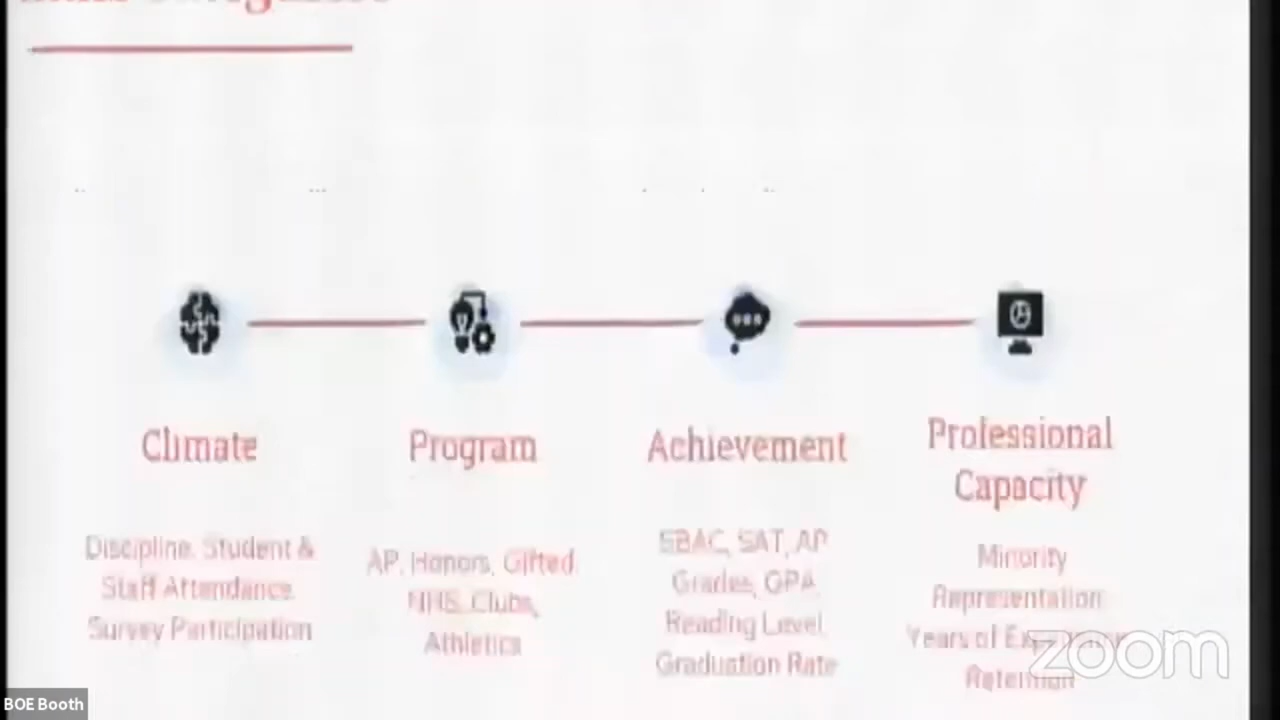 Climate
Discipline, Student &
Staff Attendance,
Survey Participation
Program
AP, Honors, Gifted,
NHS, Clubs,
Athletics
Achievement
SBAC, SAT, AP
Grades, GPA,
Reading Level,
Graduation Rate
Professional
Capacity
Minority
Representation,
Years of
Retention
zoom
BOE Booth